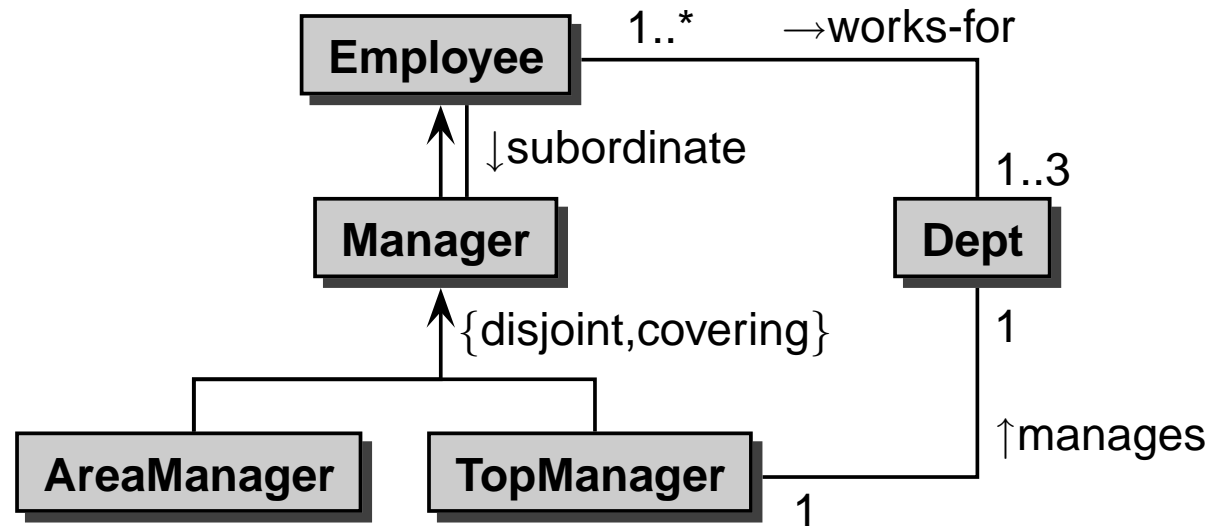 1..* →works-for
Employee
↓subordinate
1..3
Manager
Dept
{disjoint,covering}
1
↑manages
AreaManager
TopManager
1